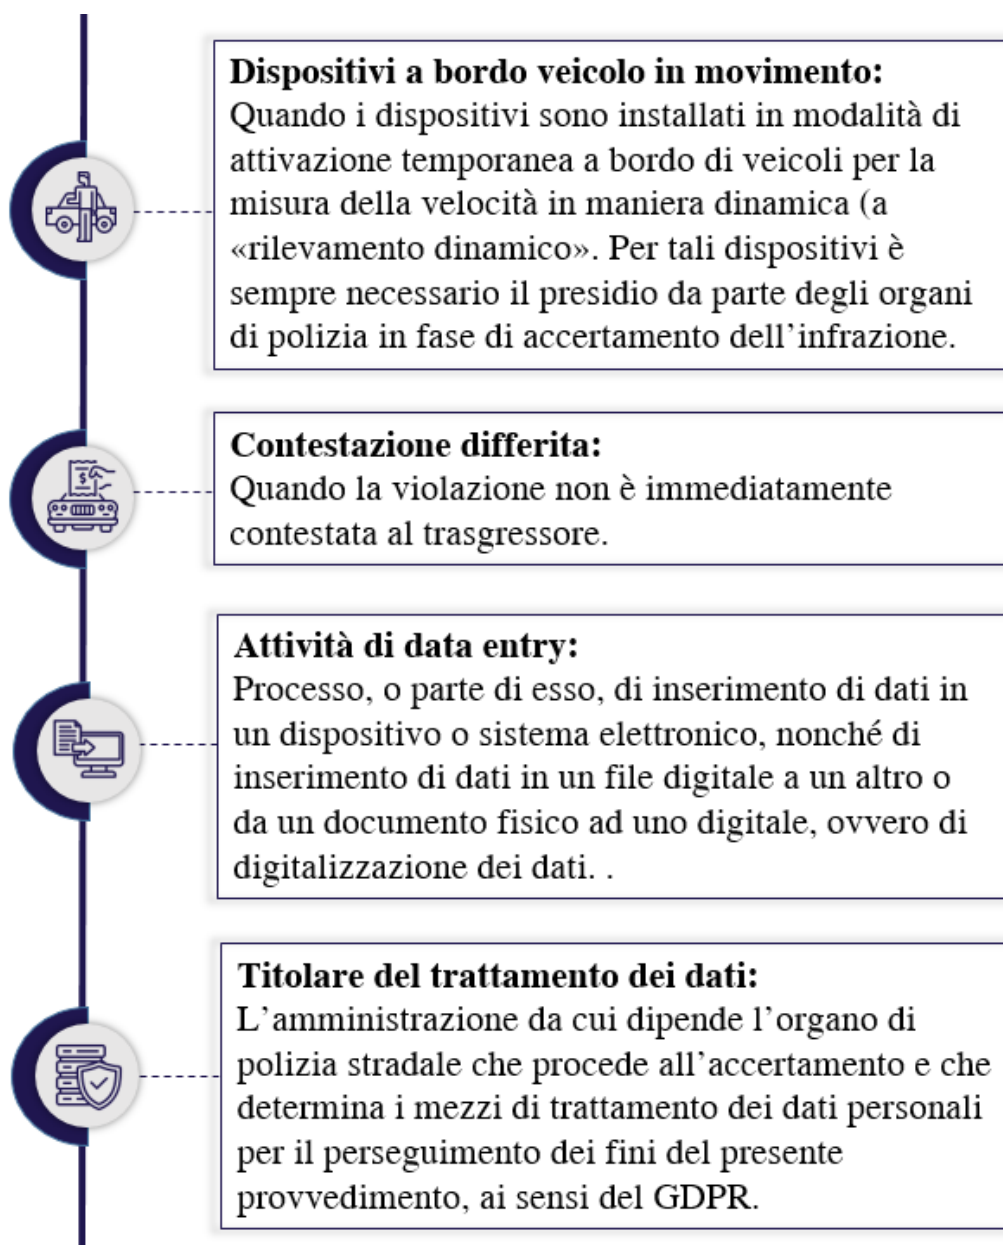 Dispositivi a bordo veicolo in movimento:
Quando i dispositivi sono installati in modalità di
attivazione temporanea a bordo di veicoli per la
misura della velocità in maniera dinamica (a
«rilevamento dinamico». Per tali dispositivi è
sempre necessario il presidio da parte degli organi
di polizia in fase di accertamento dell’infrazione.
Contestazione differita:
Quando la violazione non è immediatamente
contestata al trasgressore.
$
Attività di data entry:
Processo, o parte di esso, di inserimento di dati in
un dispositivo o sistema elettronico, nonché di
inserimento di dati in un file digitale a un altro o
da un documento fisico ad uno digitale, ovvero di
digitalizzazione dei dati. .
Titolare del trattamento dei dati:
L’amministrazione da cui dipende l’organo di
polizia stradale che procede all’accertamento e che
determina i mezzi di trattamento dei dati personali
per il perseguimento dei fini del presente
provvedimento, ai sensi del GDPR.